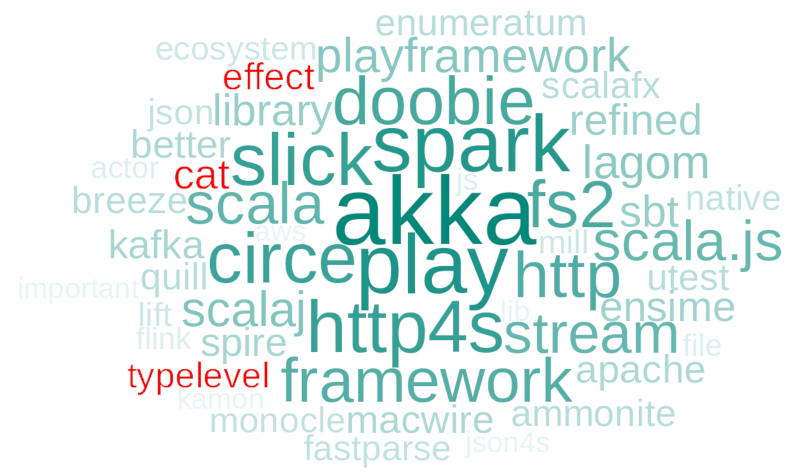 enumeratum
ecosystem playframework
effect scalafx
json library doobie refined
better slick spark lagom
actor cat js
breeze scala akka fs2 sbt native
kafka aws mill scala.js
important quill circe play http utest
lift scalaj http4s lib stream ensime
flink spire file
typelevel framework apache
kamon monocle macwire ammonite
fastparse json4s